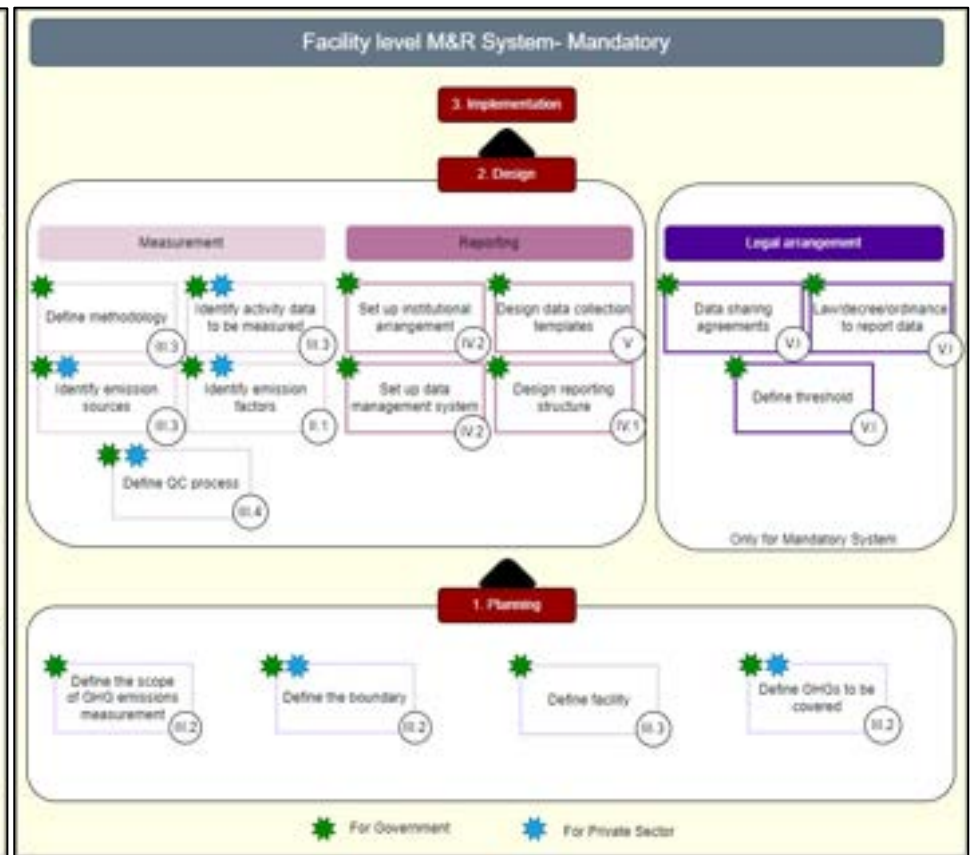 Facility level M&R System- Mandatory
3. Implementation
2. Design
Measurement
Reporting
Legal arrangement
Define methodology
III.3
Identify activity data
to be measured
III.3
Set up institutional
arrangement
IV.2
Design data collection
templates
V
Data sharing
agreements
V.I
Law/decree/ordinance
to report data
V.I
Identify emission
sources
III.3
Identify emission
factors
II.1
Set up data
management system
IV.2
Design reporting
structure
IV.1
Define threshold
V.I
Define QC process
III.4
Only for Mandatory System
1. Planning
Define the scope
of GHG emissions
measurement
III.2
Define the boundary
III.2
Define facility
III.3
Define GHGs to be
covered
III.2
For Government
For Private Sector